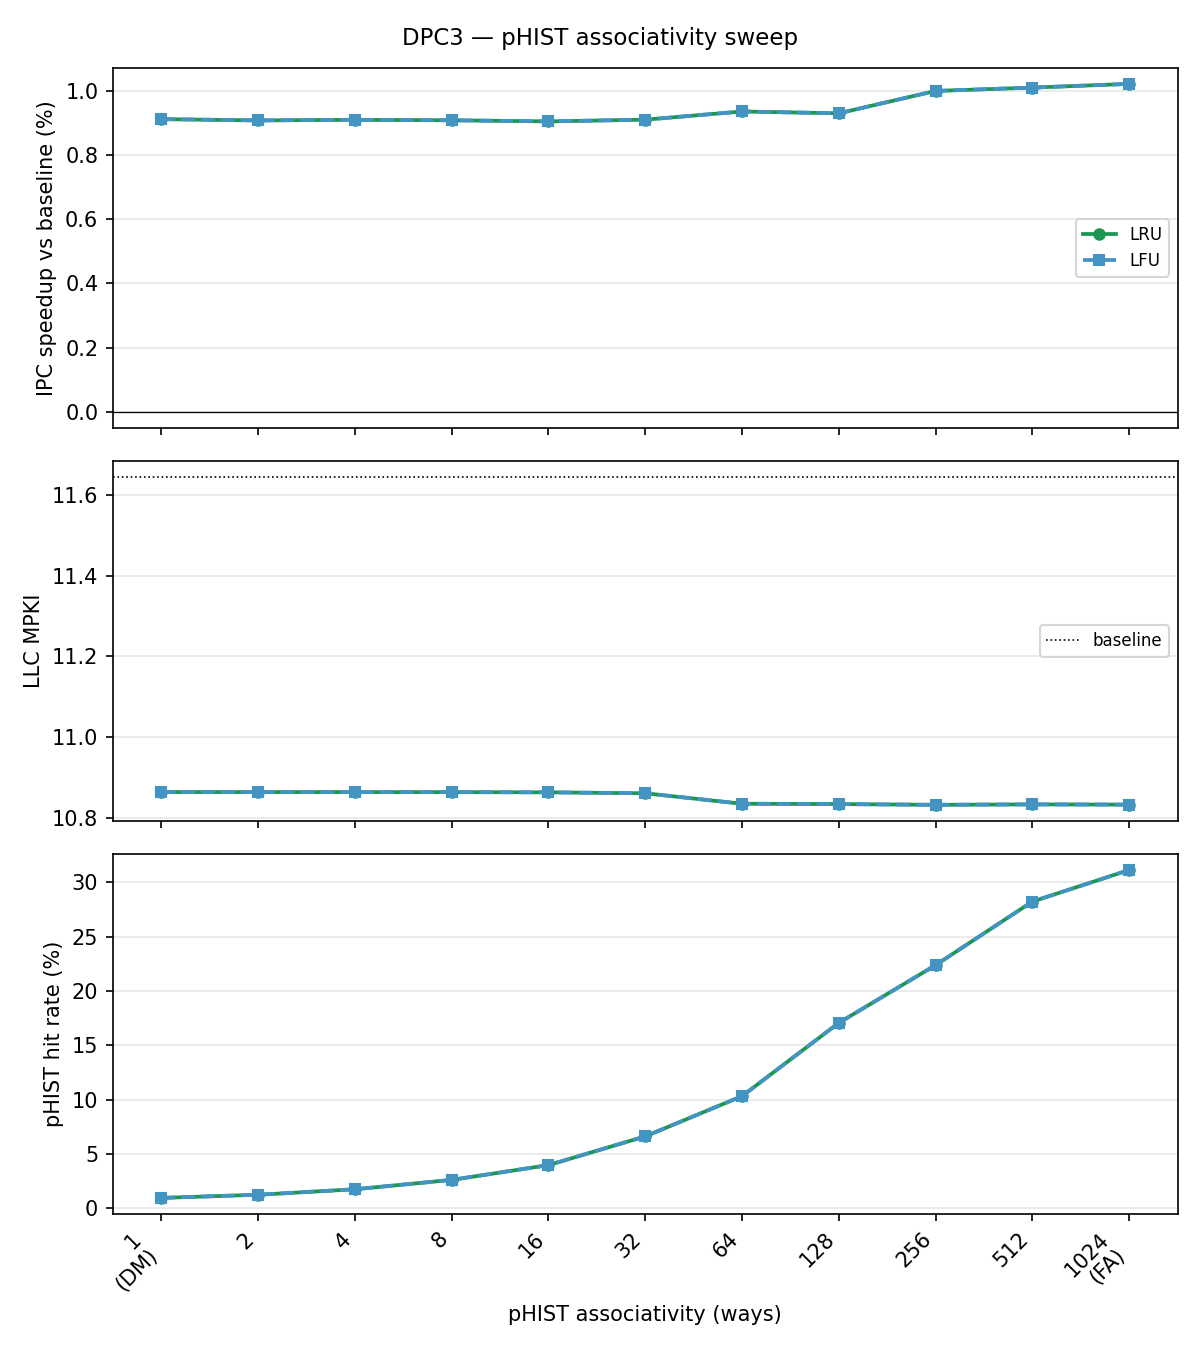 DPC3 — pHIST associativity sweep
IPC speedup vs baseline (%)
1.0
0.8
0.6
0.4
0.2
0.0
LRU
LFU
LLC MPKI
11.6
11.4
11.2
11.0
10.8
baseline
pHIST hit rate (%)
30
25
20
15
10
5
0
1
(DM)
2
4
8
16
32
64
128
256
512
1024
(FA)
pHIST associativity (ways)